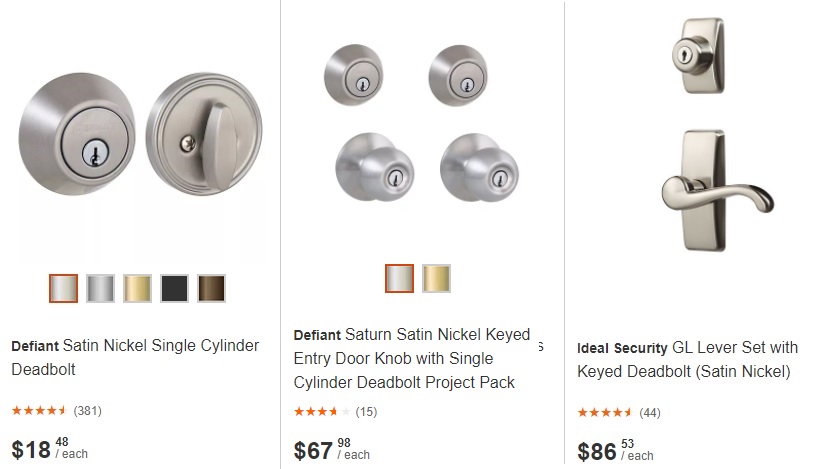 Defiant Satin Nickel Single Cylinder
Deadbolt
(381)
$18 48 / each
Defiant Saturn Satin Nickel Keyed
Entry Door Knob with Single s
Cylinder Deadbolt Project Pack
(15)
$67 98 / each
Ideal Security GL Lever Set with
Keyed Deadbolt (Satin Nickel)
(44)
$86 53 / each